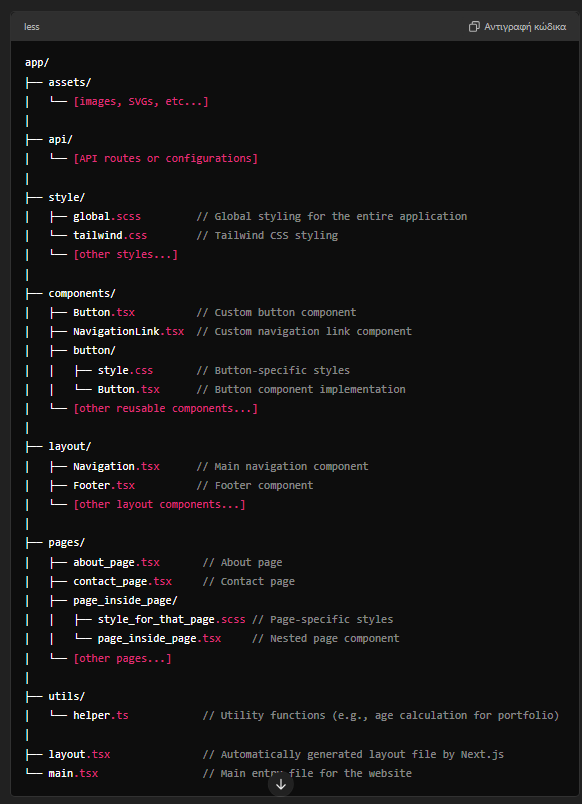 less
Αντιγραφή κώδικα
app/
├── assets/
│   └── [images, SVGs, etc...]
│
├── api/
│   └── [API routes or configurations]
│
├── style/
│   ├── global.scss         // Global styling for the entire application
│   └── tailwind.css        // Tailwind CSS styling
│   └── [other styles...]
│
├── components/
│   ├── Button.tsx          // Custom button component
│   ├── NavigationLink.tsx  // Custom navigation link component
│   ├── button/
│   │   ├── style.css       // Button-specific styles
│   │   └── Button.tsx      // Button component implementation
│   └── [other reusable components...]
│
├── layout/
│   ├── Navigation.tsx      // Main navigation component
│   ├── Footer.tsx          // Footer component
│   └── [other layout components...]
│
├── pages/
│   ├── about_page.tsx       // About page
│   ├── contact_page.tsx     // Contact page
│   ├── page_inside_page/
│   │   ├── style_for_that_page.scss // Page-specific styles
│   │   └── page_inside_page.tsx     // Nested page component
│   └── [other pages...]
│
├── utils/
│   └── helper.ts            // Utility functions (e.g., age calculation for portfolio)
│
├── layout.tsx               // Automatically generated layout file by Next.js
└── main.tsx                 // Main entry file for the website